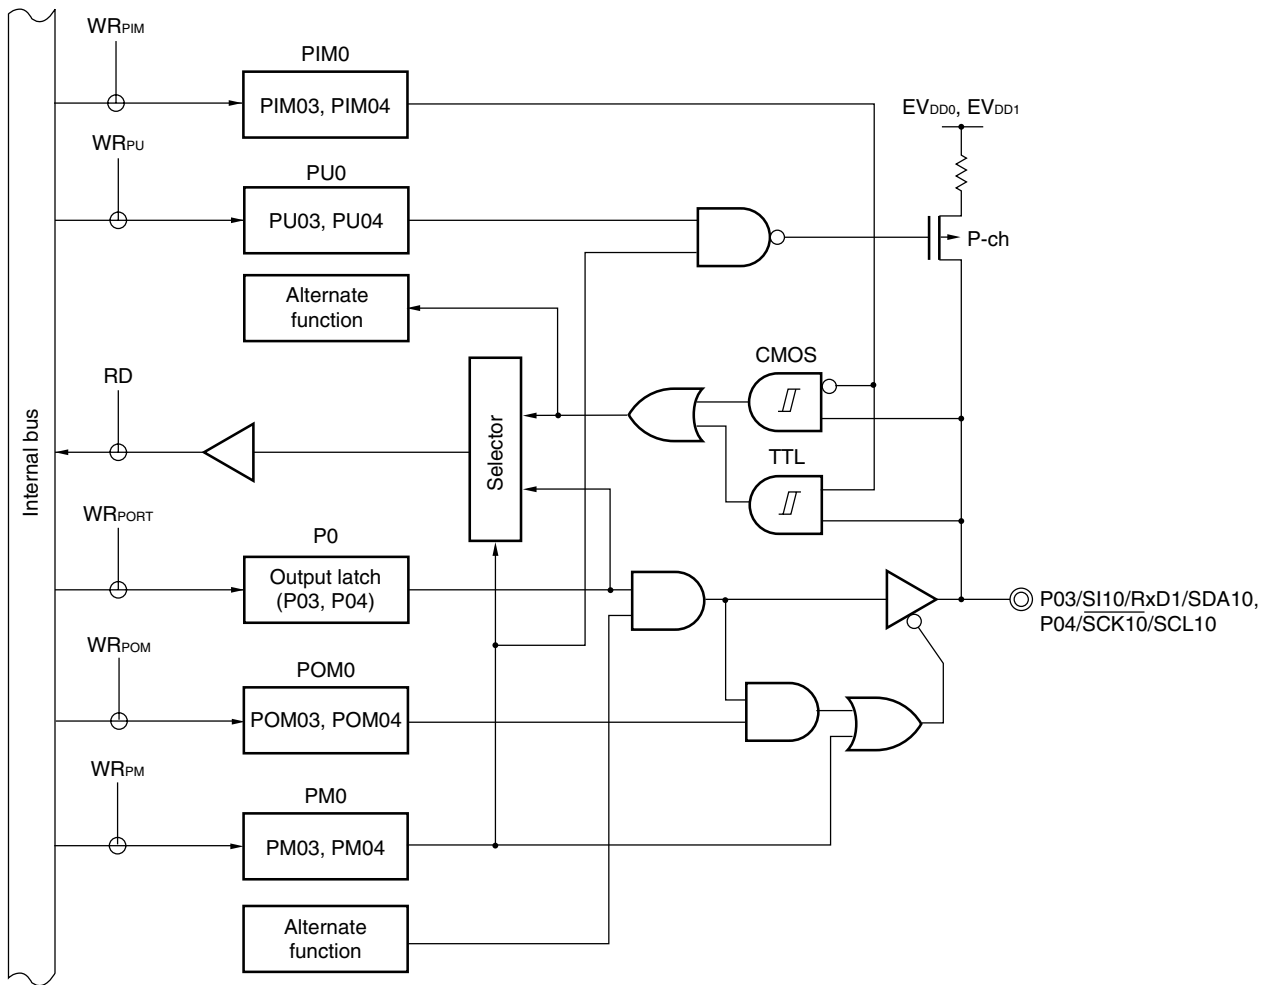 WRPIM
PIM0
PIM03, PIM04
EVDD0, EVDD1
WRPU
PU0
PU03, PU04
P-ch
Alternate
function
CMOS
RD
Selector
TTL
Internal bus
WRPORT
P0
Output latch
(P03, P04)
P03/SI10/RxD1/SDA10,
P04/SCK10/SCL10
WRPOM
POM0
POM03, POM04
WRPM
PM0
PM03, PM04
Alternate
function